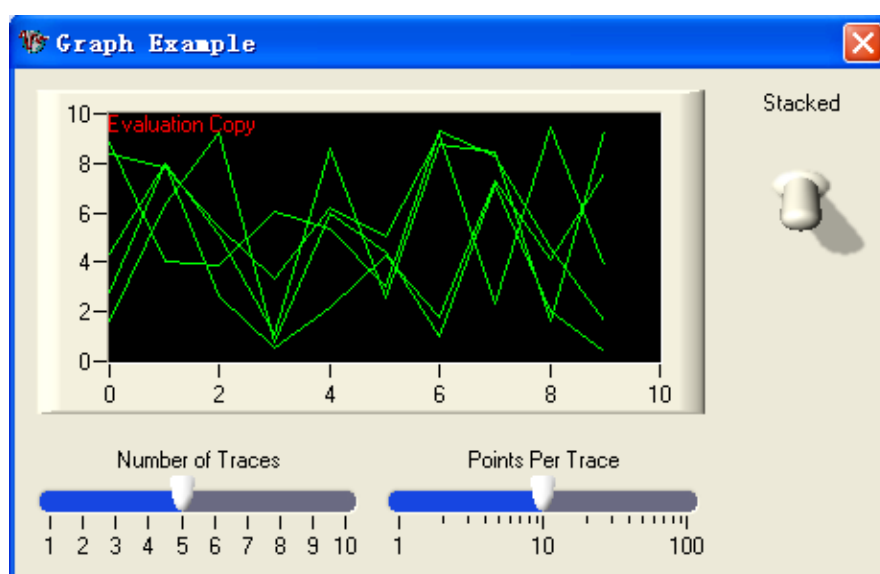 Graph Example
Stacked
Evaluation Copy
10
8
6
4
2
0
0 2 4 6 8 10
Number of Traces
1 2 3 4 5 6 7 8 9 10
Points Per Trace
1 10 100